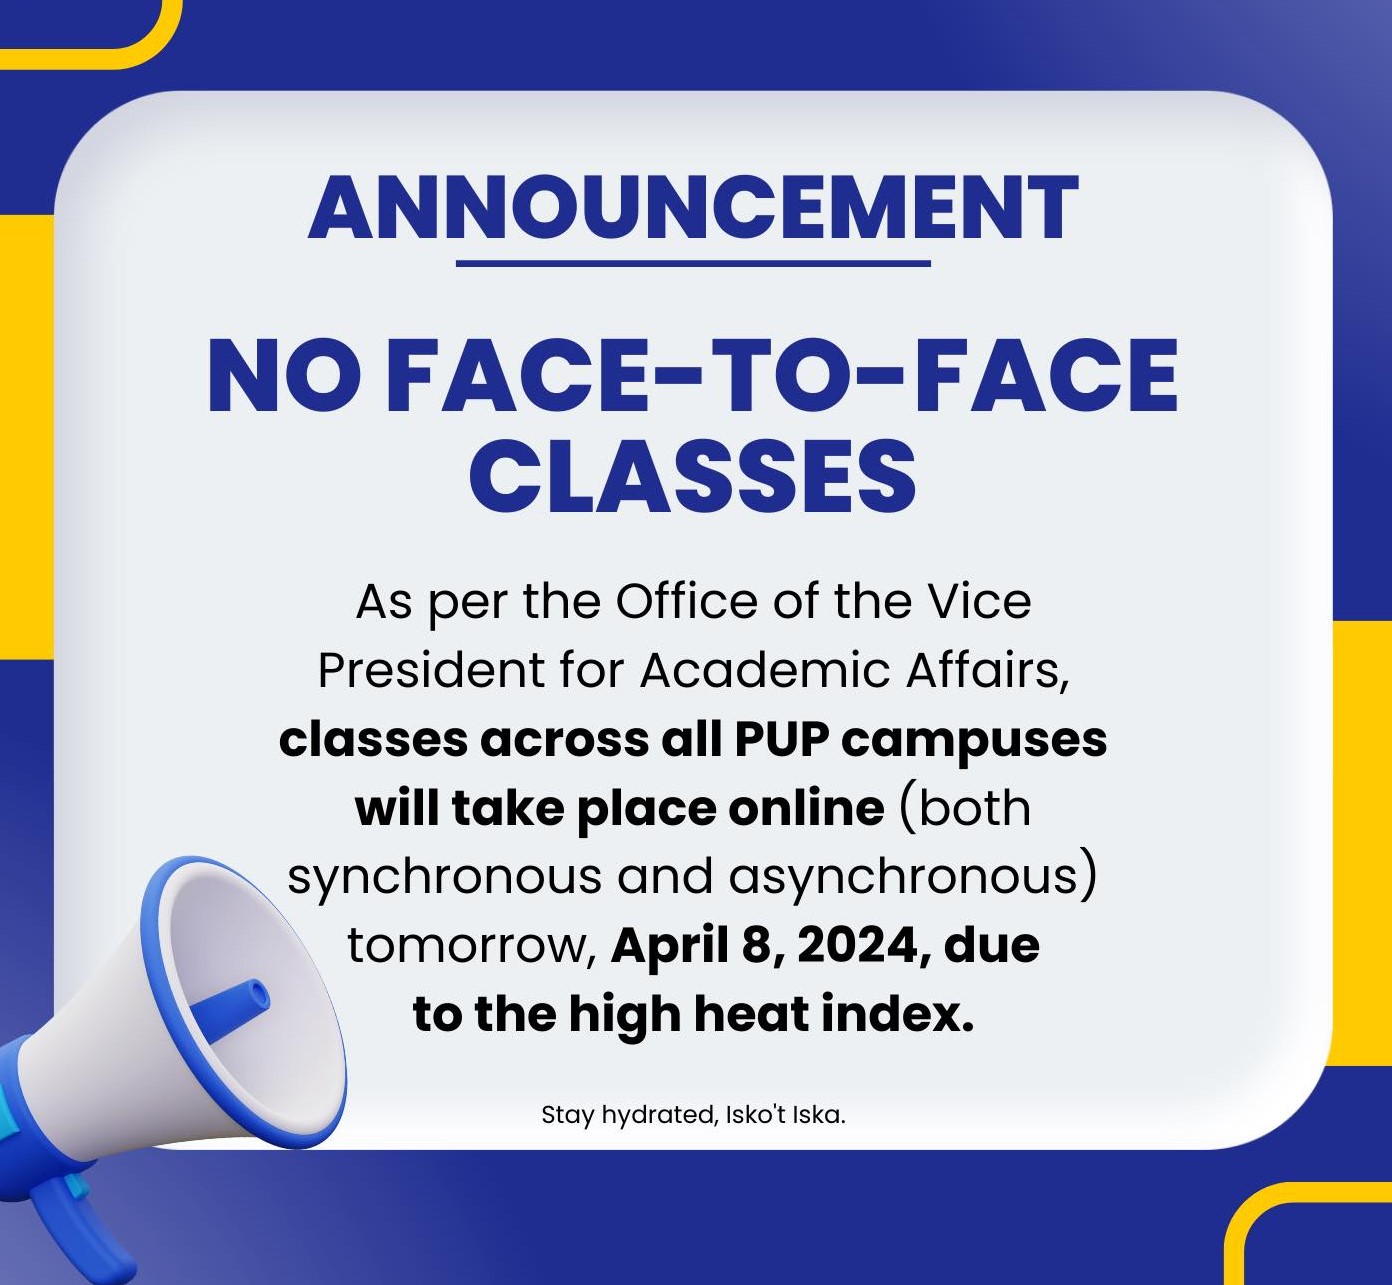 ANNOUNCEMENT
NO FACE-TO-FACE
CLASSES
As per the Office of the Vice
President for Academic Affairs,
classes across all PUP campuses
will take place online (both
synchronous and asynchronous)
tomorrow, April 8, 2024, due
to the high heat index.
Stay hydrated, Isko't Iska.